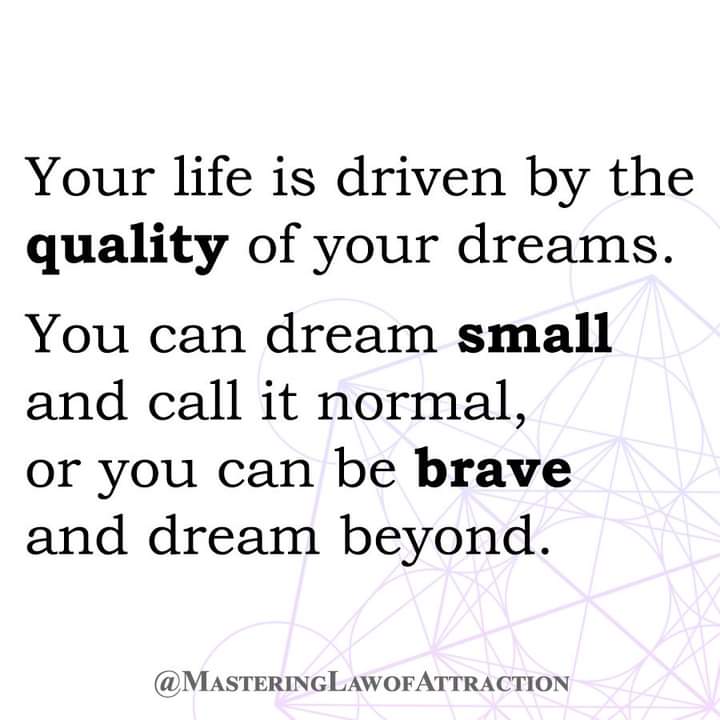 Your life is driven by the
quality of your dreams.
You can dream small
and call it normal,
or you can be brave
and dream beyond.
@MasteringLawofAttraction